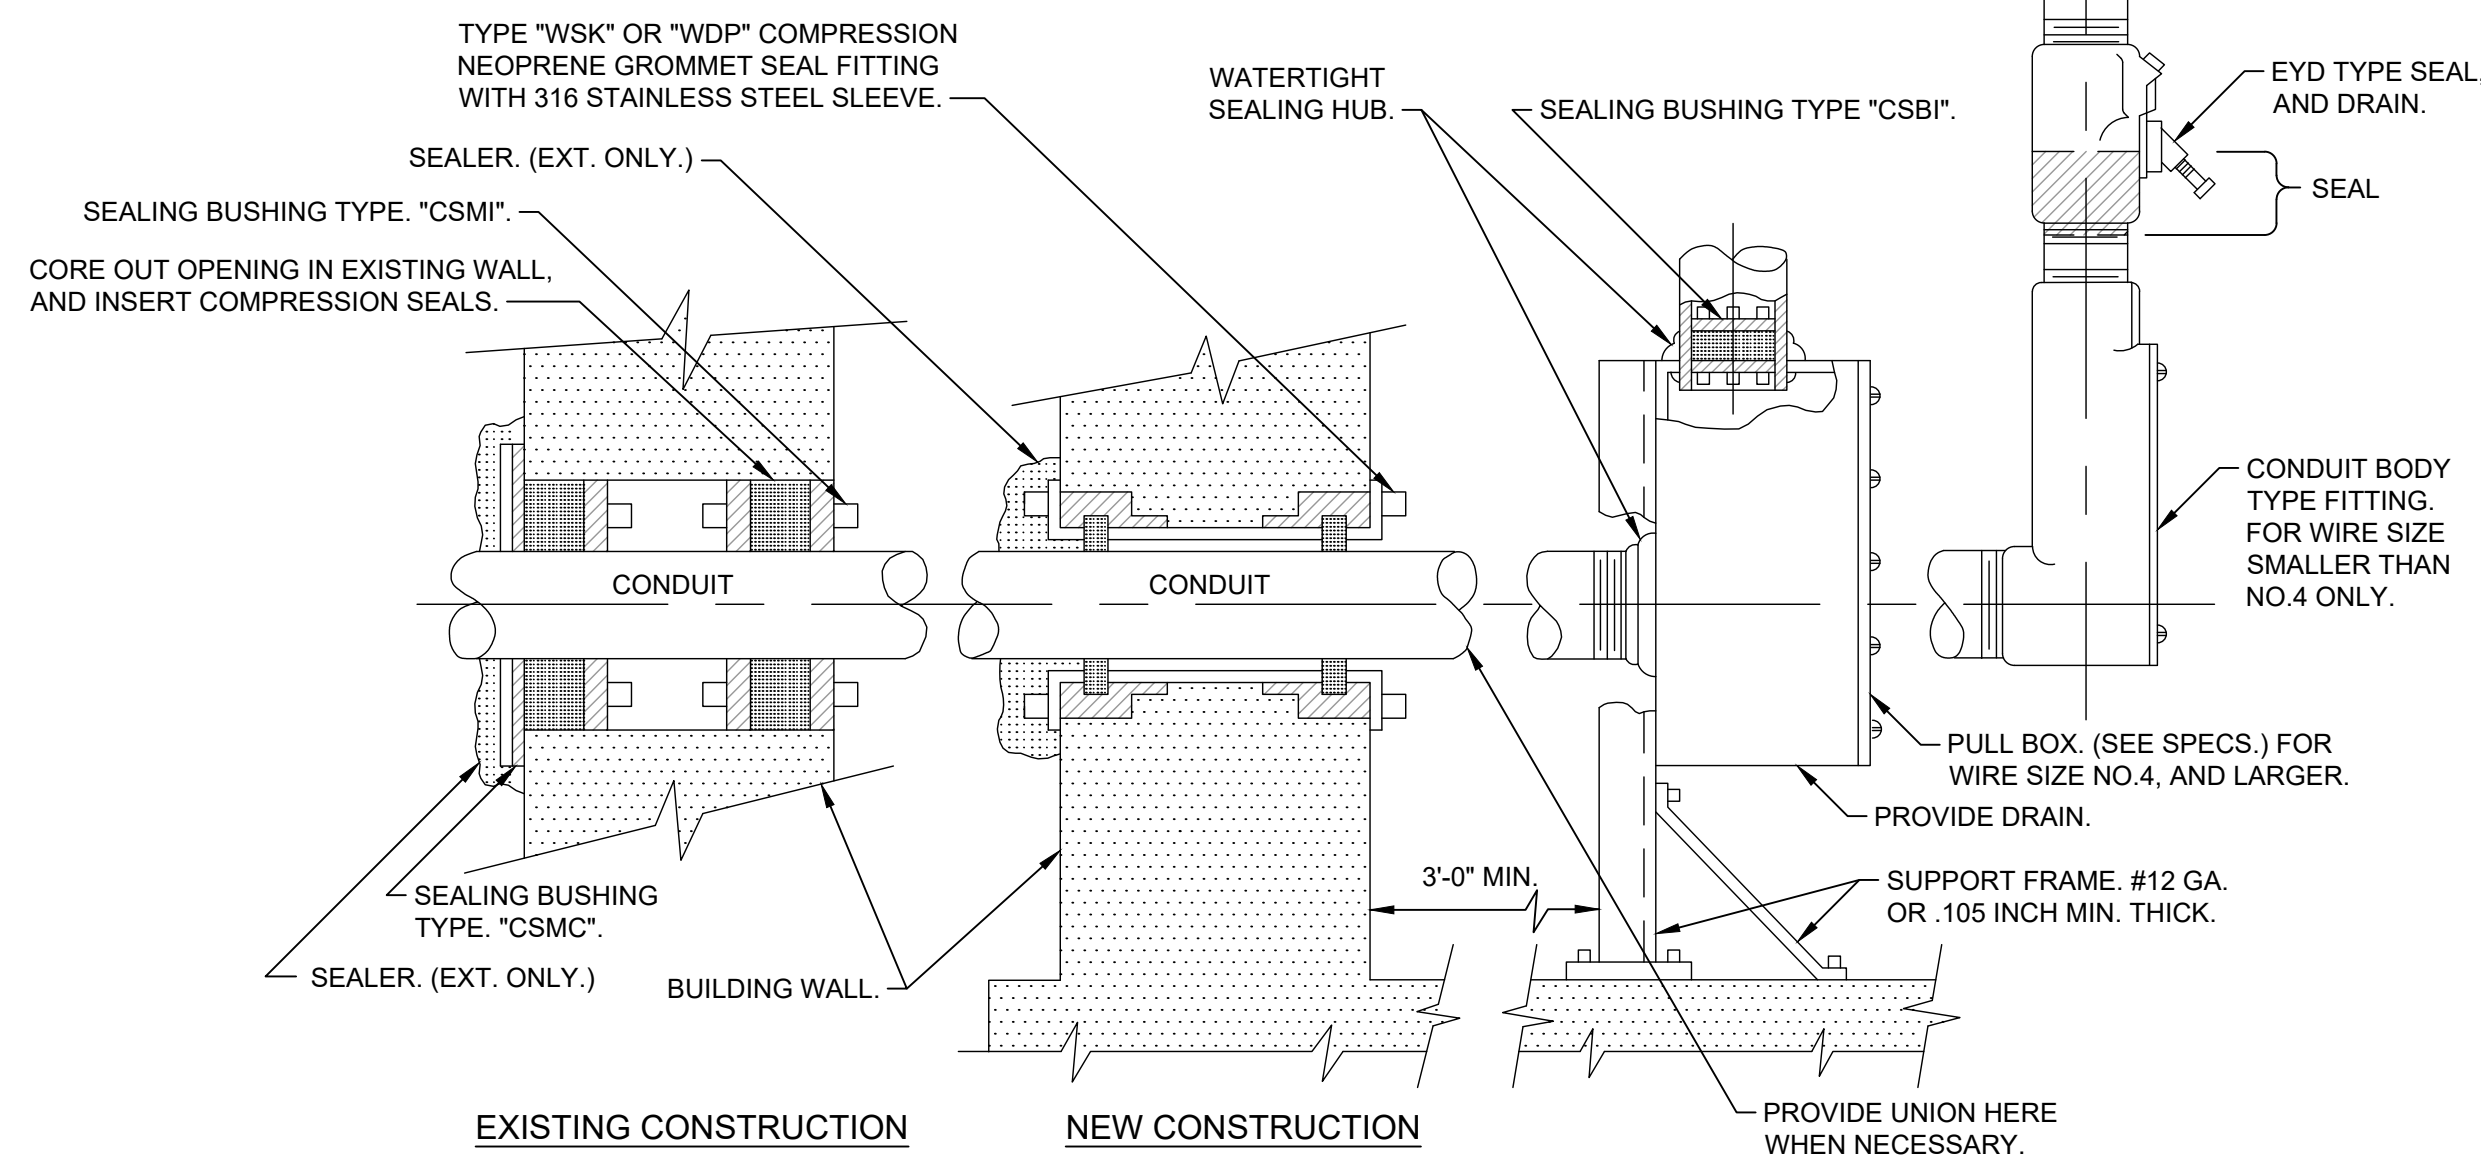 TYPE "WSK" OR "WDP" COMPRESSION
NEOPRENE GROMMET SEAL FITTING
WITH 316 STAINLESS STEEL SLEEVE.
SEALER. (EXT. ONLY.)
SEALING BUSHING TYPE. "CSMI".
CORE OUT OPENING IN EXISTING WALL,
AND INSERT COMPRESSION SEALS.
WATERTIGHT
SEALING HUB.
SEALING BUSHING TYPE "CSBI".
EYD TYPE SEAL,
AND DRAIN.
SEAL
CONDUIT
CONDUIT
CONDUIT BODY
TYPE FITTING.
FOR WIRE SIZE
SMALLER THAN
NO.4 ONLY.
PULL BOX. (SEE SPECS.) FOR
WIRE SIZE NO.4, AND LARGER.
PROVIDE DRAIN.
3'-0" MIN.
SUPPORT FRAME. #12 GA.
OR .105 INCH MIN. THICK.
SEALING BUSHING
TYPE. "CSMC".
SEALER. (EXT. ONLY.)
BUILDING WALL.
EXISTING CONSTRUCTION
NEW CONSTRUCTION
PROVIDE UNION HERE
WHEN NECESSARY.